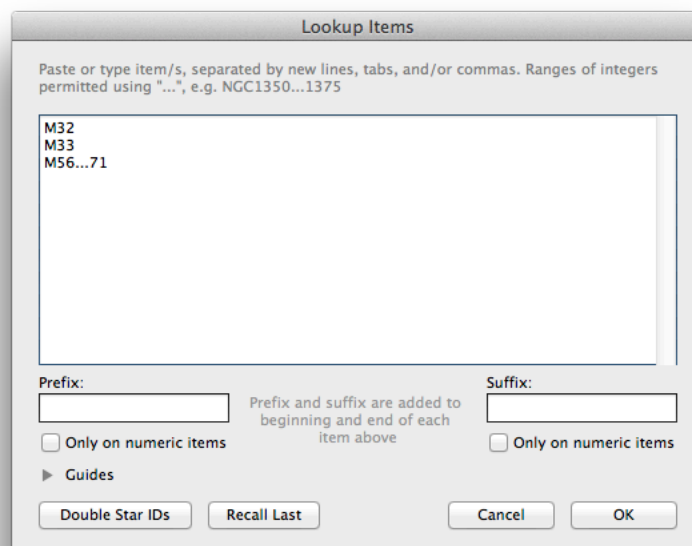 Lookup Items
Paste or type item/s, separated by new lines, tabs, and/or commas. Ranges of integers
permitted using "...", e.g. NGC1350...1375
M32
M33
M56...71
Prefix:
Suffix:
Prefix and suffix are added to
beginning and end of each
item above
Only on numeric items
Only on numeric items
Guides
Double Star IDs
Recall Last
Cancel
OK